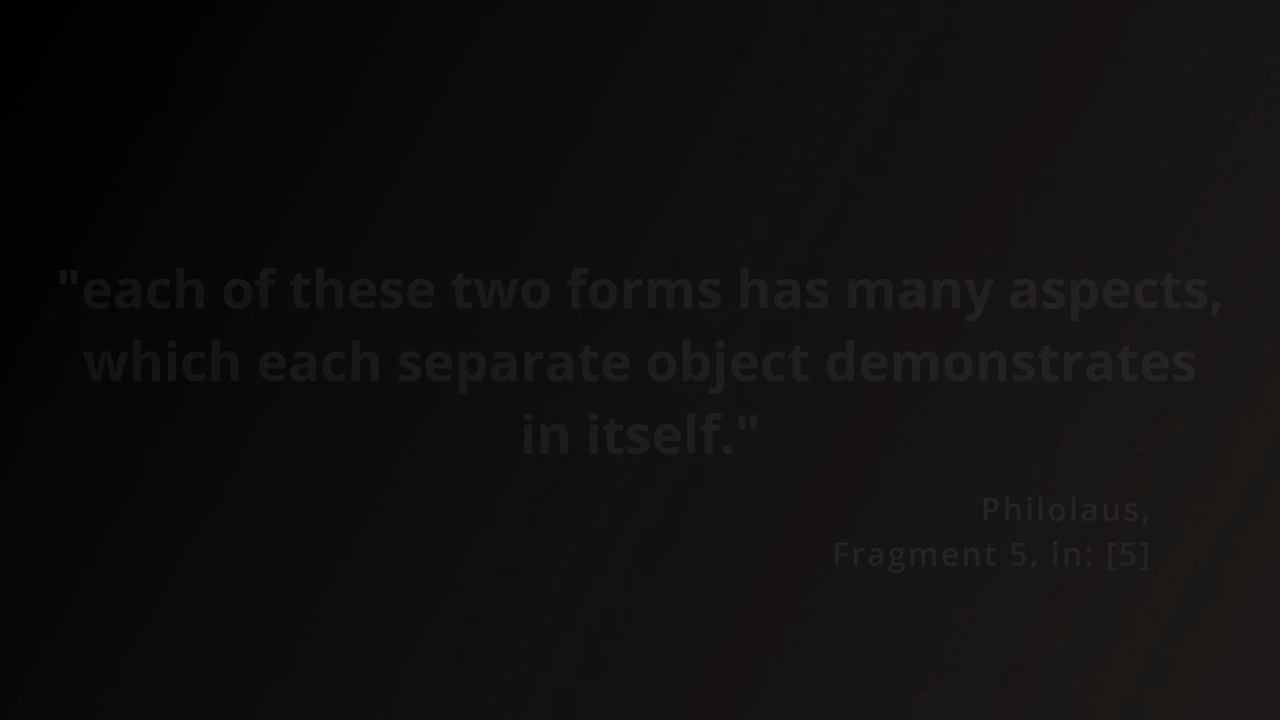 "each of these two forms has many aspects,
which each separate object demonstrates
in itself."
Philolaus,
Fragment 5, in: [5]